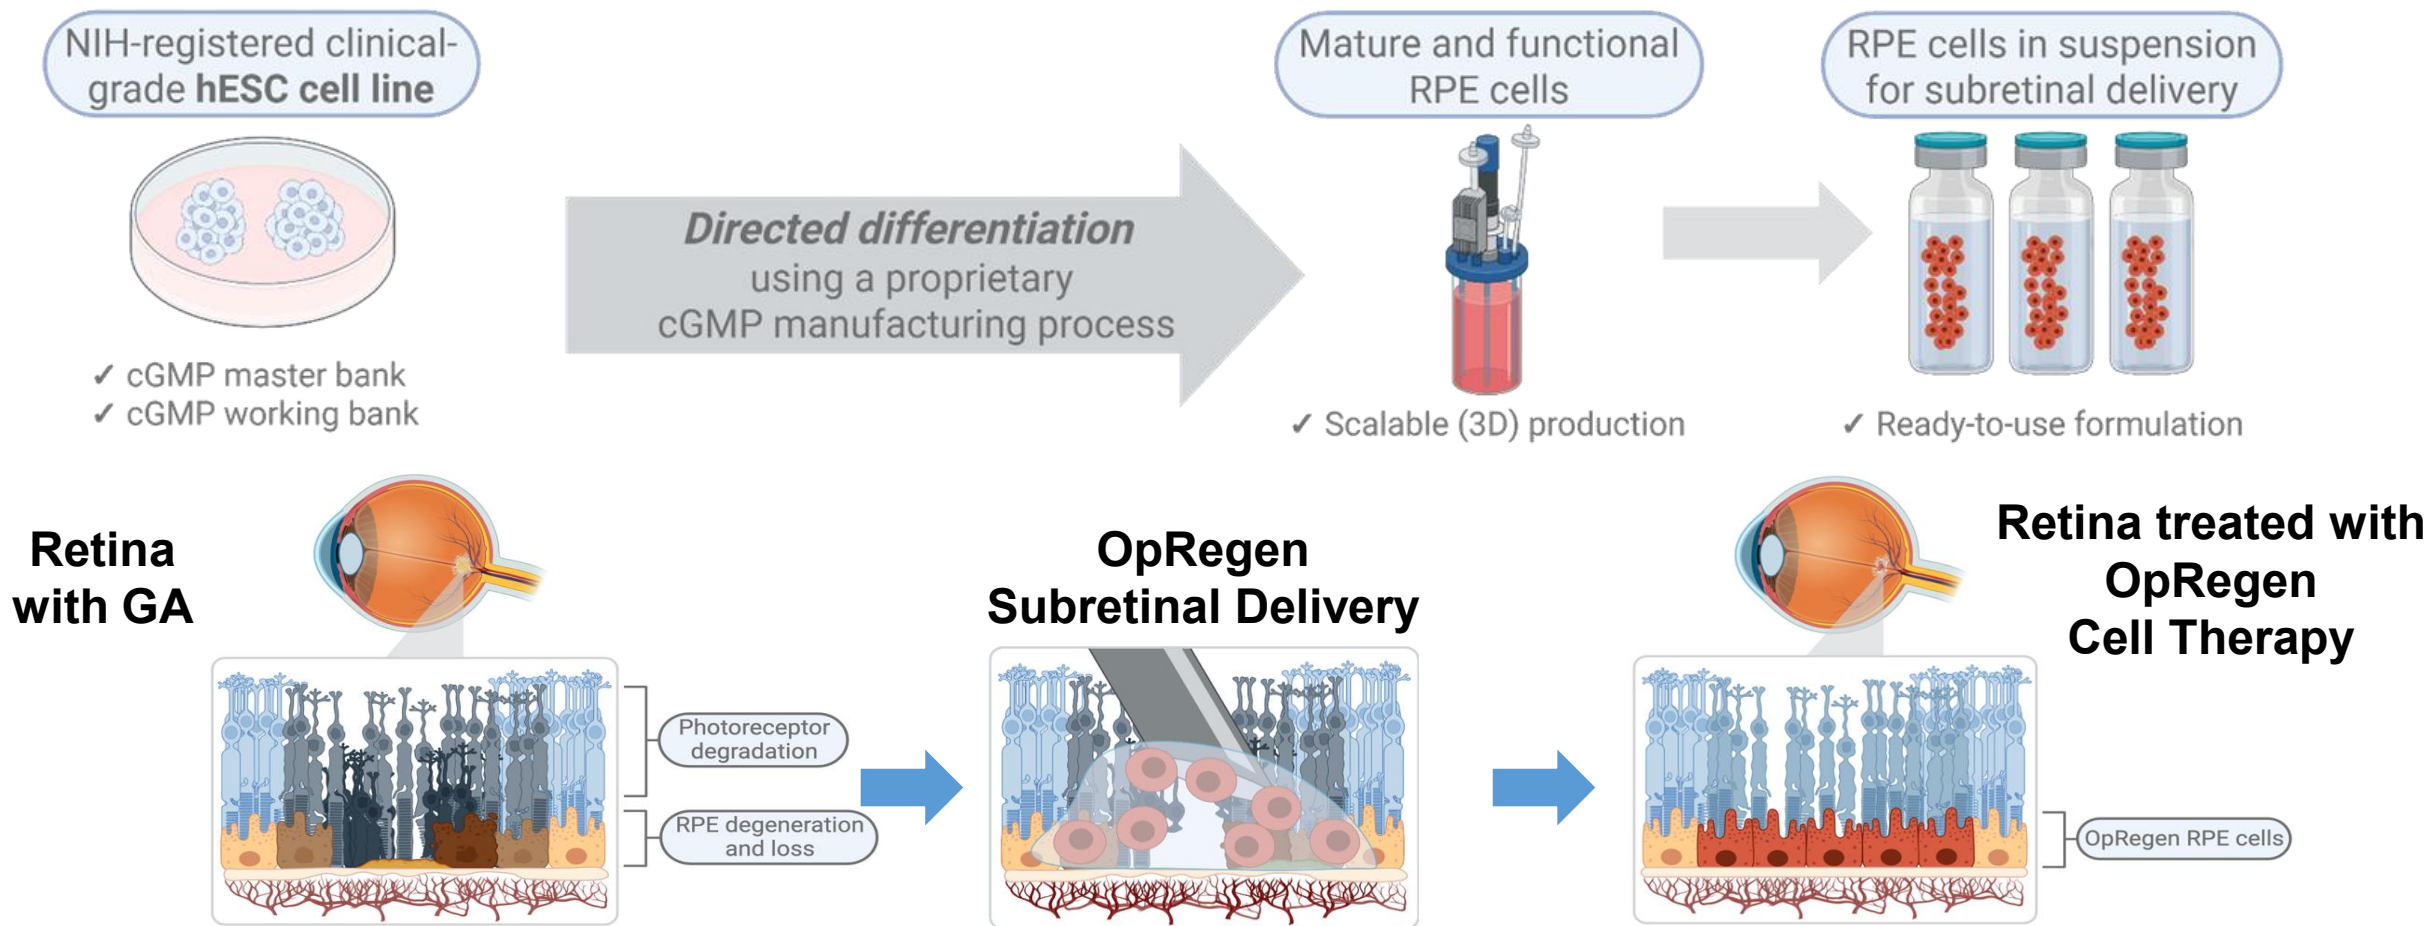 NIH-registered clinical-
grade hESC cell line
✓ cGMP master bank
✓ cGMP working bank
Directed differentiation
using a proprietary
cGMP manufacturing process
Mature and functional
RPE cells
✓ Scalable (3D) production
RPE cells in suspension
for subretinal delivery
✓ Ready-to-use formulation
Retina
with GA
Photoreceptor
degradation
RPE degeneration
and loss
OpRegen
Subretinal Delivery
Retina treated with
OpRegen
Cell Therapy
OpRegen RPE cells